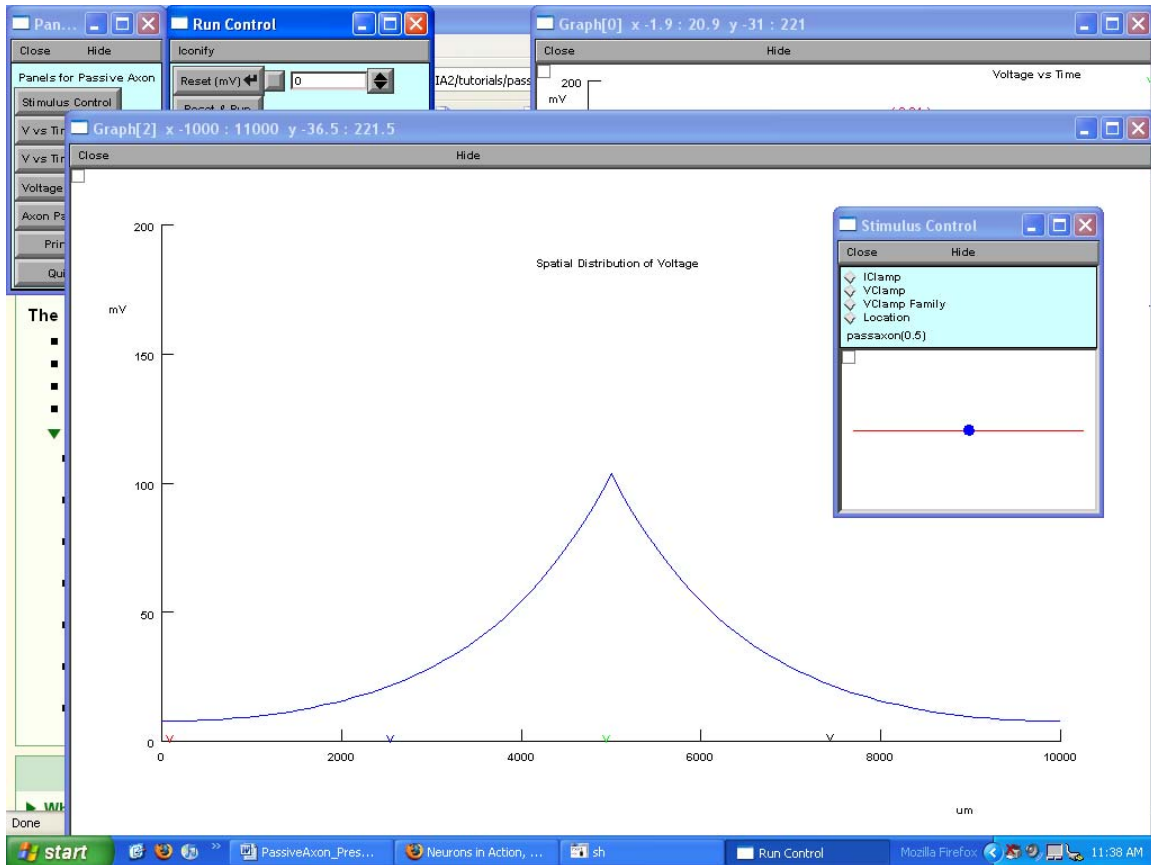 Pan...
Close Hide
Panels for Passive Axon
Stimulus Control
V vs Tir
V vs Tir
Voltage
Axon Pa
Prin
Qui
Run Control
Iconify
Reset (mV) 0
Reset & Run
IA2/tutorials/pass
Graph[0] x -1.9 : 20.9 y -31 : 221
Close Hide
200
mV
Voltage vs Time
Graph[2] x -1000 : 11000 y -36.5 : 221.5
Close Hide
Spatial Distribution of Voltage
mV
200
150
100
50
0
0 2000 4000 6000 8000 10000
um
v v v v
Stimulus Control
Close Hide
IClamp
VClamp
VClamp Family
Location
passaxon(0.5)
The
Wh
Done
start
PassiveAxon_Pres...
Neurons in Action, ...
sh
Run Control
Mozilla Firefox
11:38 AM